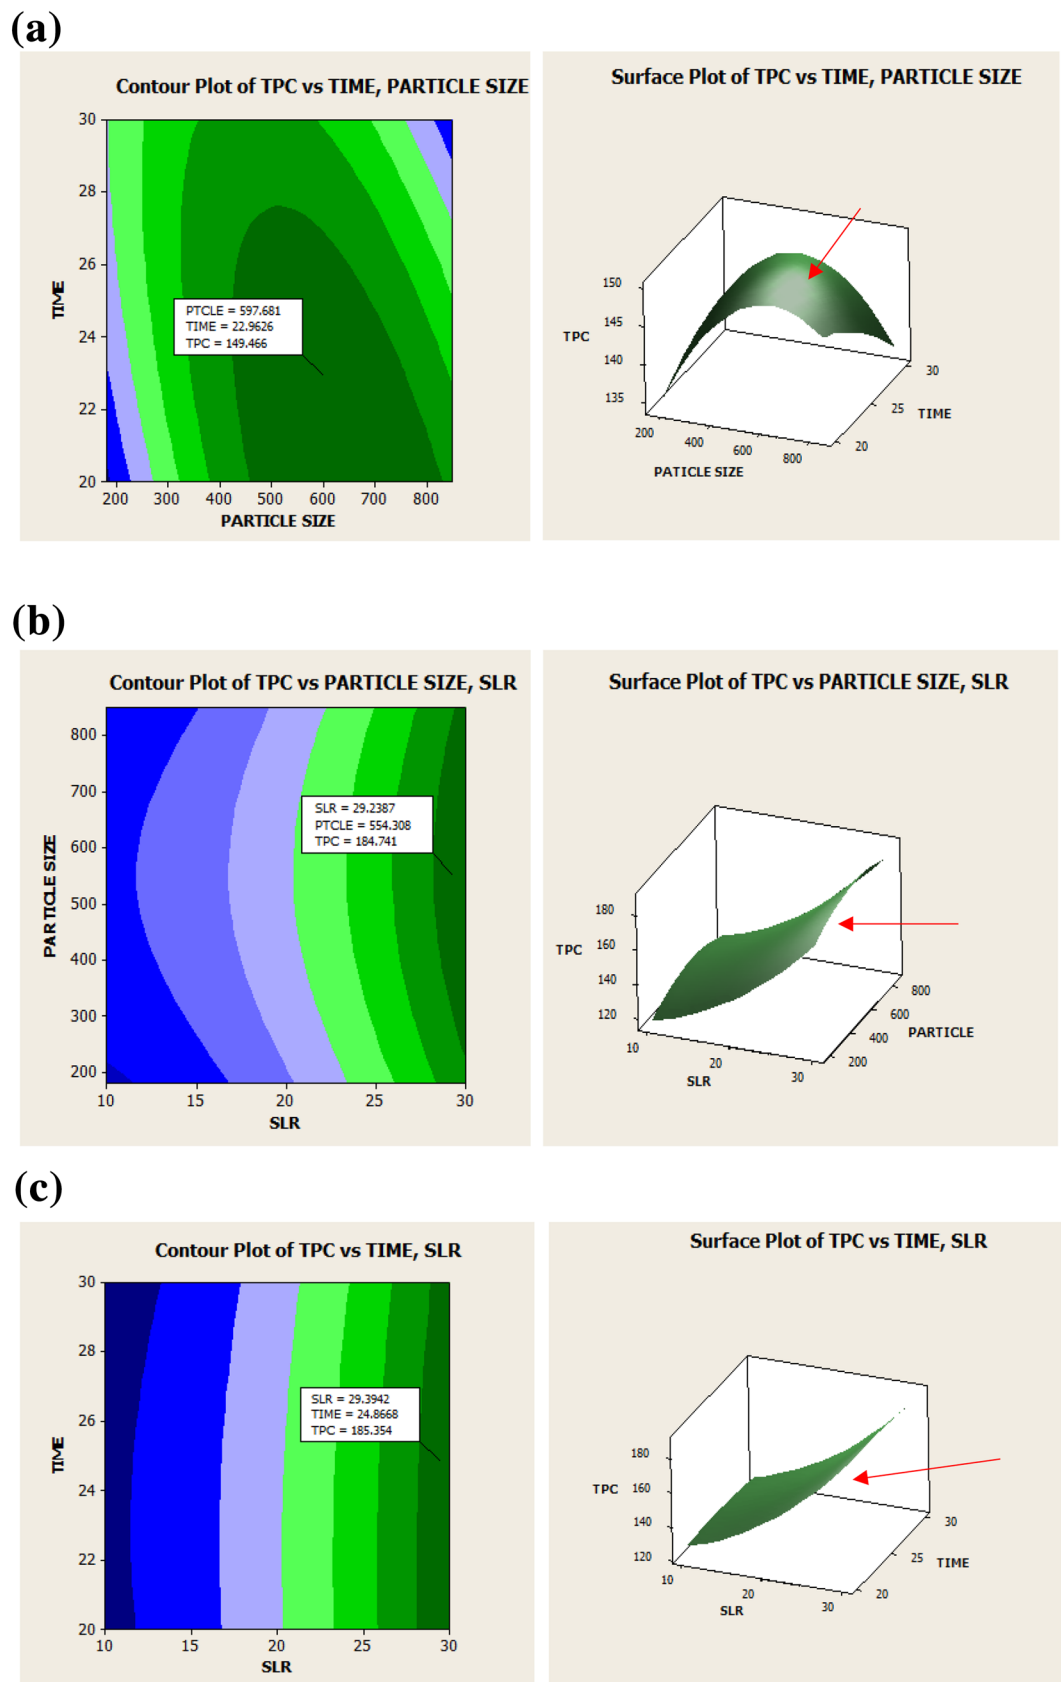 (a)
Contour Plot of TPC vs TIME, PARTICLE SIZE
30
28
26
24
22
20
TIME
PTCLE = 597.681
TIME = 22.9626
TPC = 149.466
200 300 400 500 600 700 800
PARTICLE SIZE
Surface Plot of TPC vs TIME, PARTICLE SIZE
150
145
140
135
TPC
200 400 600 800
PATICLE SIZE
20 25 30
TIME
(b)
Contour Plot of TPC vs PARTICLE SIZE, SLR
800
700
600
500
400
300
200
PARTICLE SIZE
SLR = 29.2387
PTCLE = 554.308
TPC = 184.741
10 15 20 25 30
SLR
Surface Plot of TPC vs PARTICLE SIZE, SLR
180
160
140
120
TPC
10 20 30
SLR
200 400 600 800
PARTICLE
(c)
Contour Plot of TPC vs TIME, SLR
30
28
26
24
22
20
TIME
SLR = 29.3942
TIME = 24.8668
TPC = 185.354
10 15 20 25 30
SLR
Surface Plot of TPC vs TIME, SLR
180
160
140
120
TPC
10 20 30
SLR
20 25 30
TIME